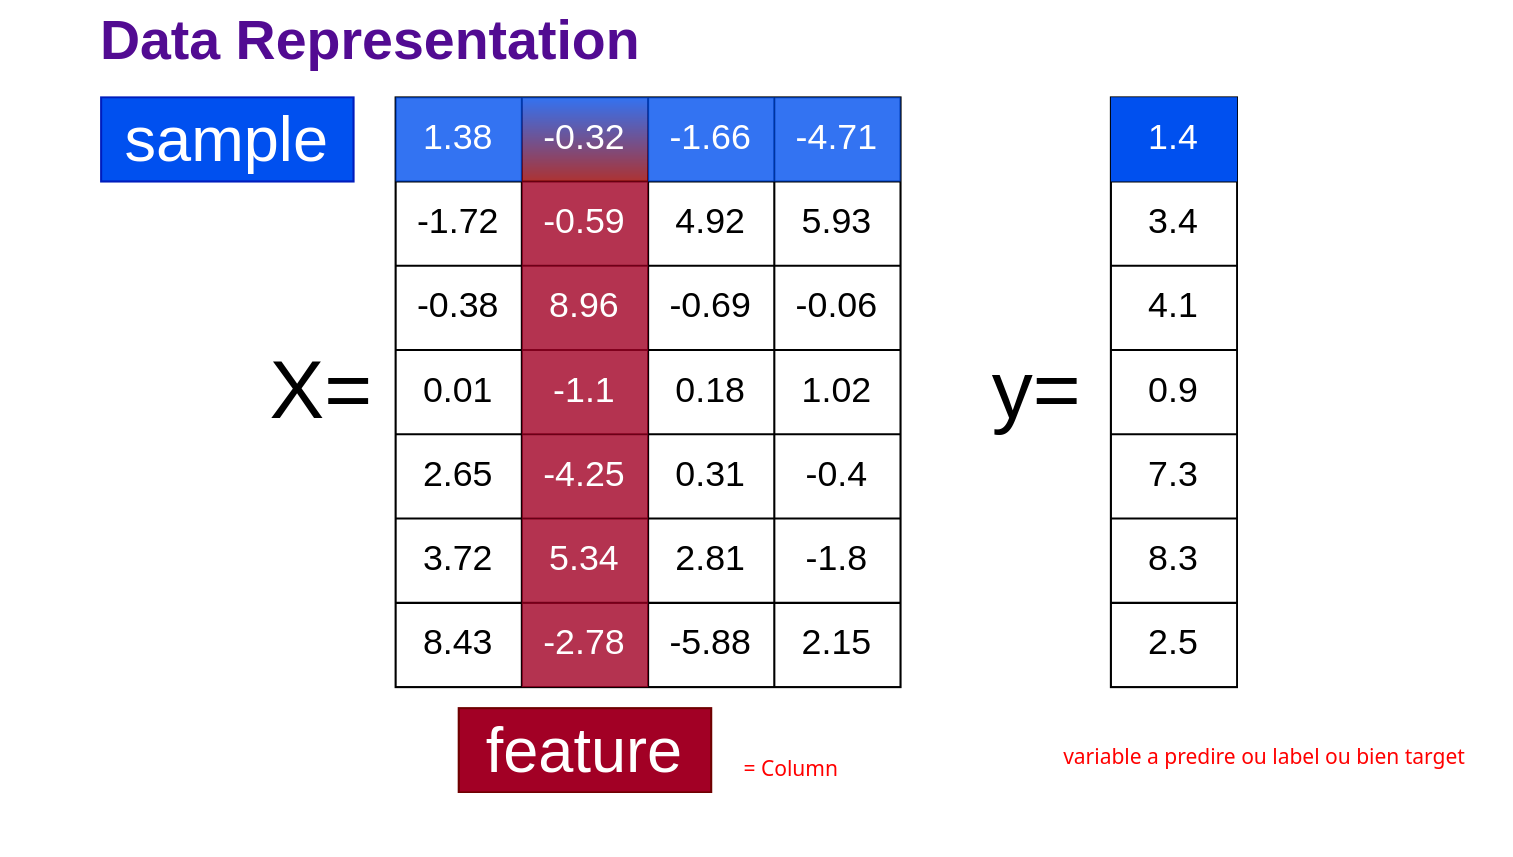 Data Representation
sample
1.38 -0.32 -1.66 -4.71 1.4
-1.72 -0.59 4.92 5.93 3.4
-0.38 8.96 -0.69 -0.06 4.1
X= 0.01 -1.1 0.18 1.02 y= 0.9
2.65 -4.25 0.31 -0.4 7.3
3.72 5.34 2.81 -1.8 8.3
8.43 -2.78 -5.88 2.15 2.5
feature
= Column
variable a predire ou label ou bien target